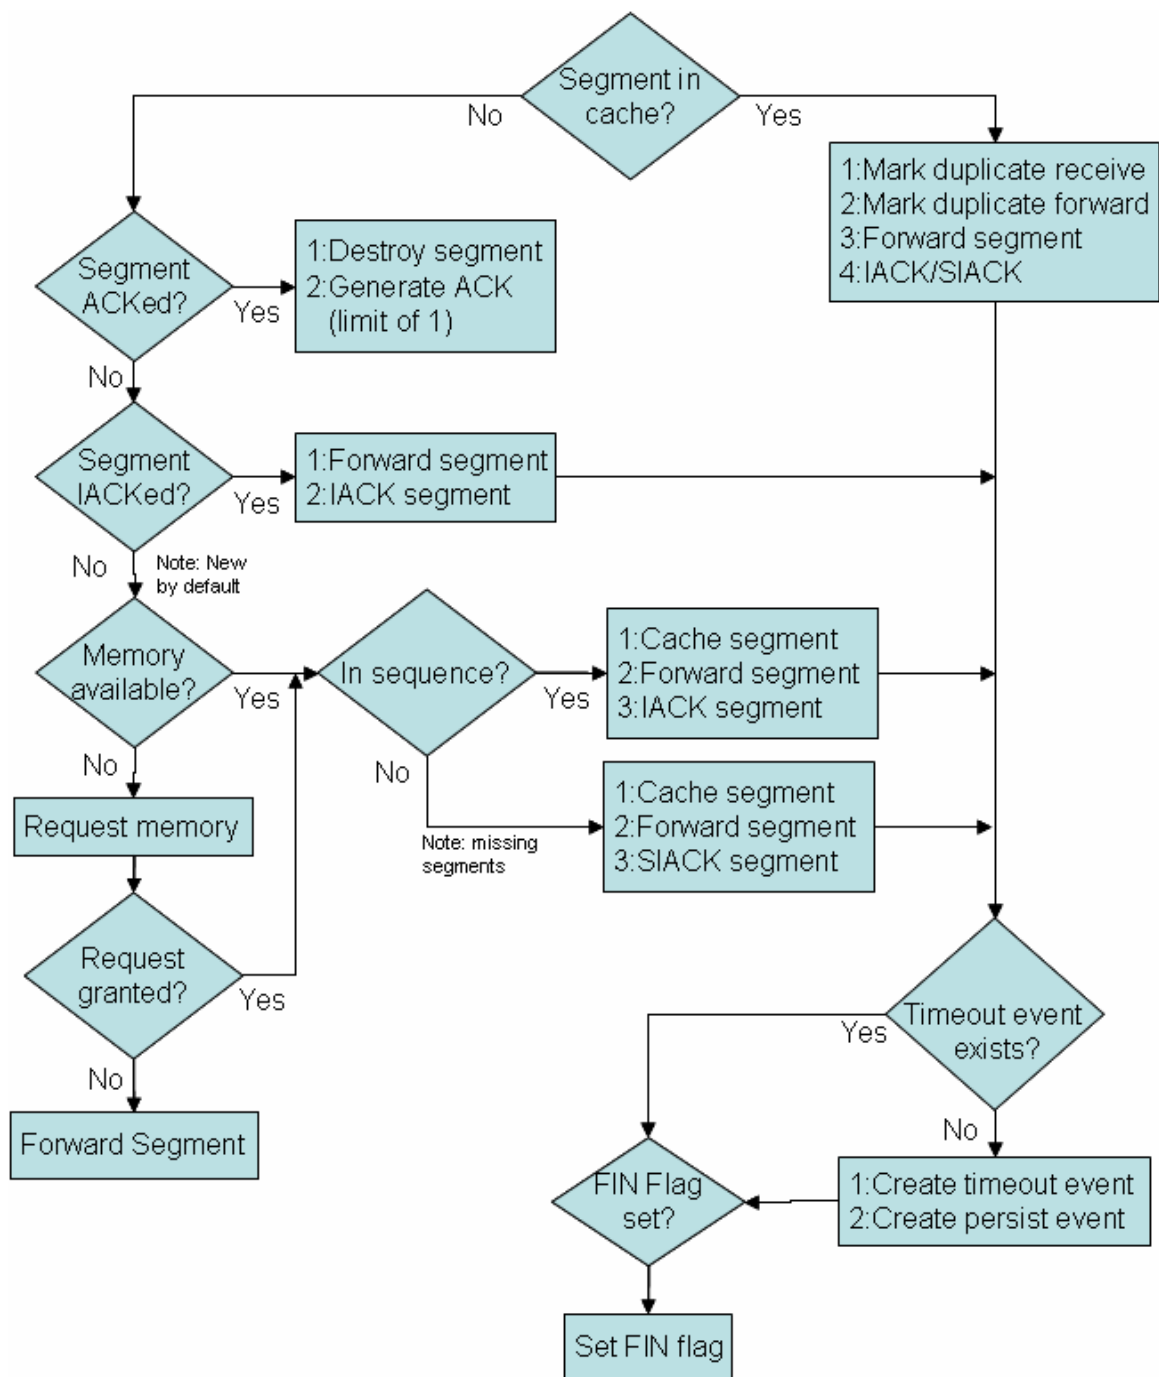 Segment in
cache?
No
Yes
1:Mark duplicate receive
2:Mark duplicate forward
3:Forward segment
4:IACK/SIACK
Segment
ACKed?
Yes
1:Destroy segment
2:Generate ACK
(limit of 1)
No
Segment
IACKed?
Yes
1:Forward segment
2:IACK segment
No
Note: New
by default
Memory
available?
Yes
In sequence?
Yes
1:Cache segment
2:Forward segment
3:IACK segment
No
No
Note: missing
segments
1:Cache segment
2:Forward segment
3:SIACK segment
Request memory
Request
granted?
Yes
No
Forward Segment
Timeout event
exists?
Yes
No
1:Create timeout event
2:Create persist event
FIN Flag
set?
Set FIN flag